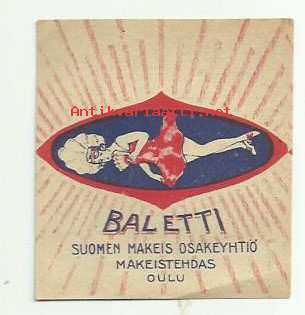 Antikvariaatti.net
BALETTI
SUOMEN MAKEIS OSAKEYHTIÖ
MAKEISTEHDAS
OULU